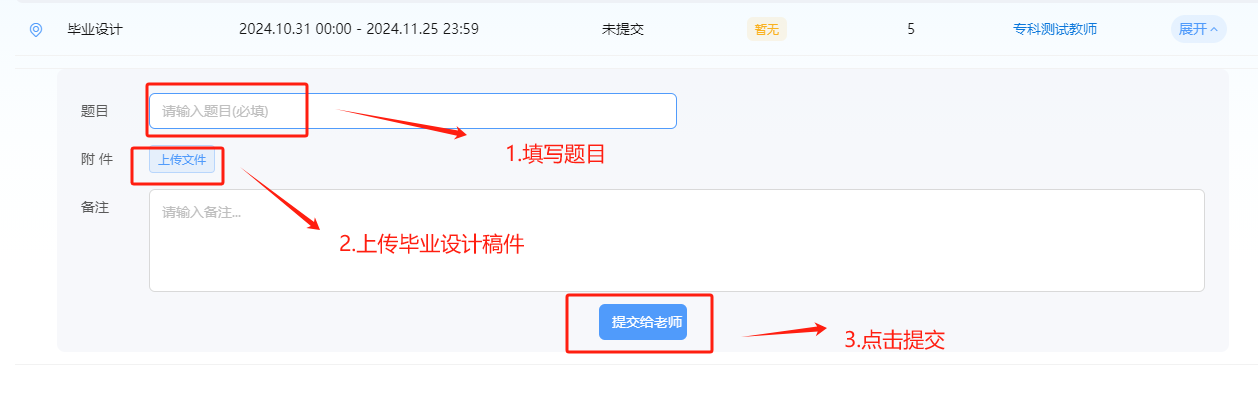 毕业设计 2024.10.31 00:00 - 2024.11.25 23:59 未提交 暂无 5 专科测试教师 展开
题目 请输入题目(必填)
1.填写题目
附 件 上传文件
备注 请输入备注...
2.上传毕业设计稿件
提交给老师
3.点击提交